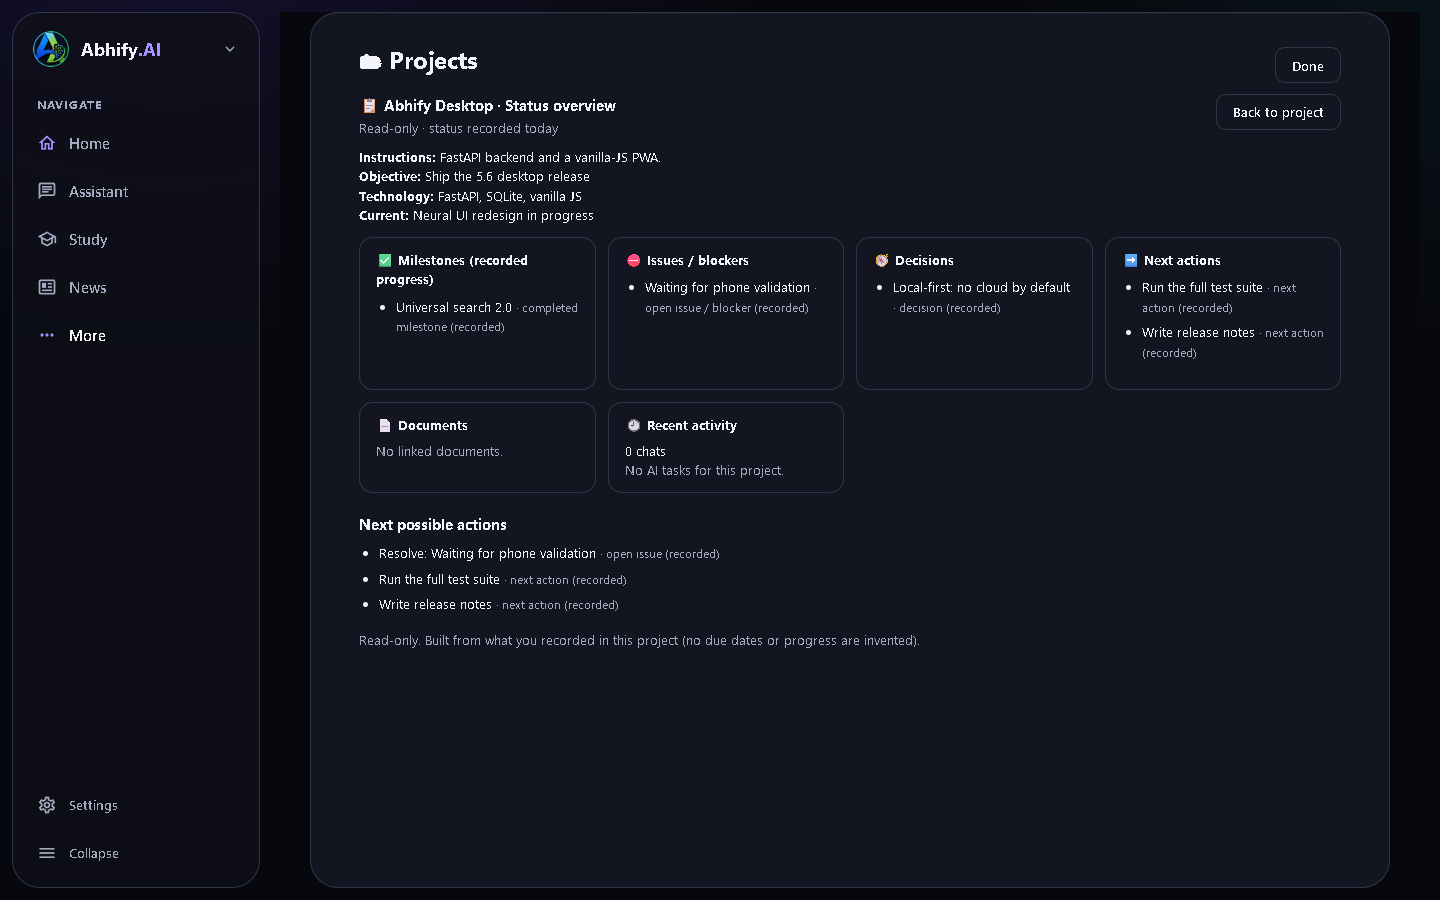 Abhify.AI
NAVIGATE
Home
Assistant
Study
News
More
Settings
Collapse
Projects
Done
Abhify Desktop · Status overview
Back to project
Read-only · status recorded today
Instructions: FastAPI backend and a vanilla-JS PWA.
Objective: Ship the 5.6 desktop release
Technology: FastAPI, SQLite, vanilla JS
Current: Neural UI redesign in progress
Milestones (recorded
progress)
Universal search 2.0 · completed
milestone (recorded)
Issues / blockers
Waiting for phone validation ·
open issue / blocker (recorded)
Decisions
Local-first: no cloud by default
· decision (recorded)
Next actions
Run the full test suite · next
action (recorded)
Write release notes · next action
(recorded)
Documents
No linked documents.
Recent activity
0 chats
No AI tasks for this project.
Next possible actions
Resolve: Waiting for phone validation · open issue (recorded)
Run the full test suite · next action (recorded)
Write release notes · next action (recorded)
Read-only. Built from what you recorded in this project (no due dates or progress are invented).